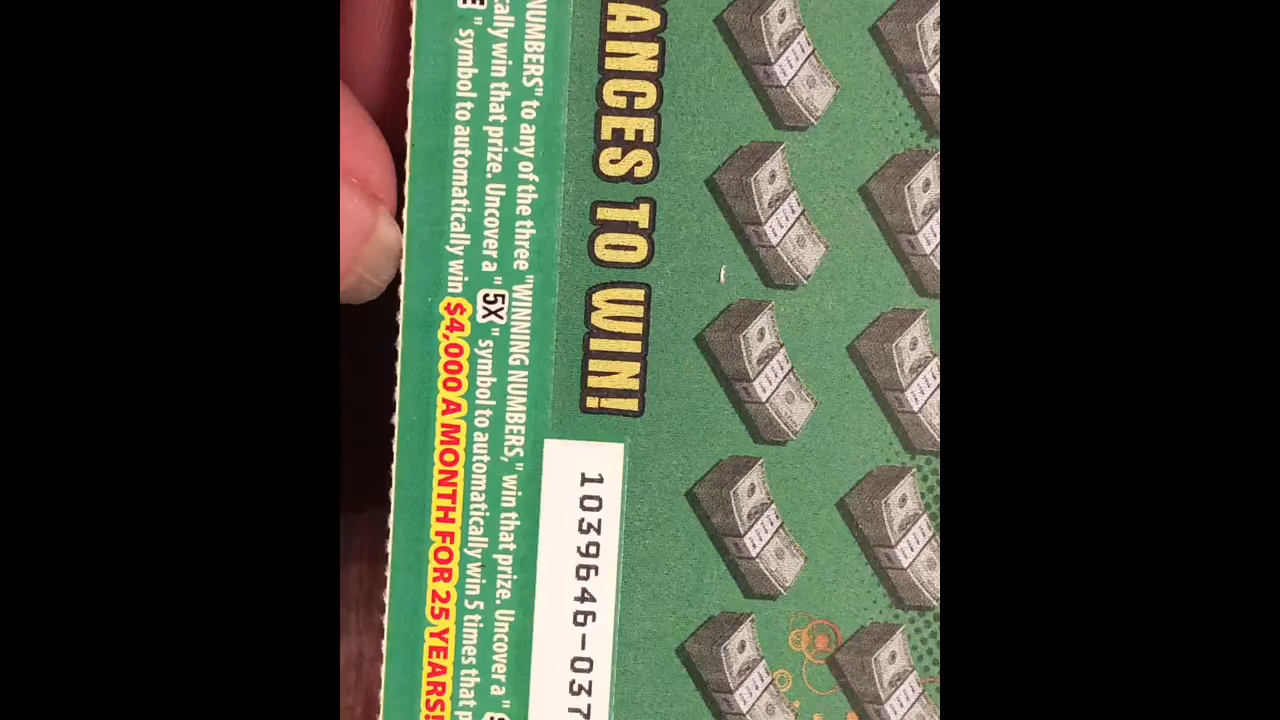 ANCES TO WIN!
1039646-037
NUMBERS" to any of the three "WINNING NUMBERS," win that prize. Uncover a "
cally win that prize. Uncover a " 5X " symbol to automatically win 5 times that
" symbol to automatically win $4,000 A MONTH FOR 25 YEARS!